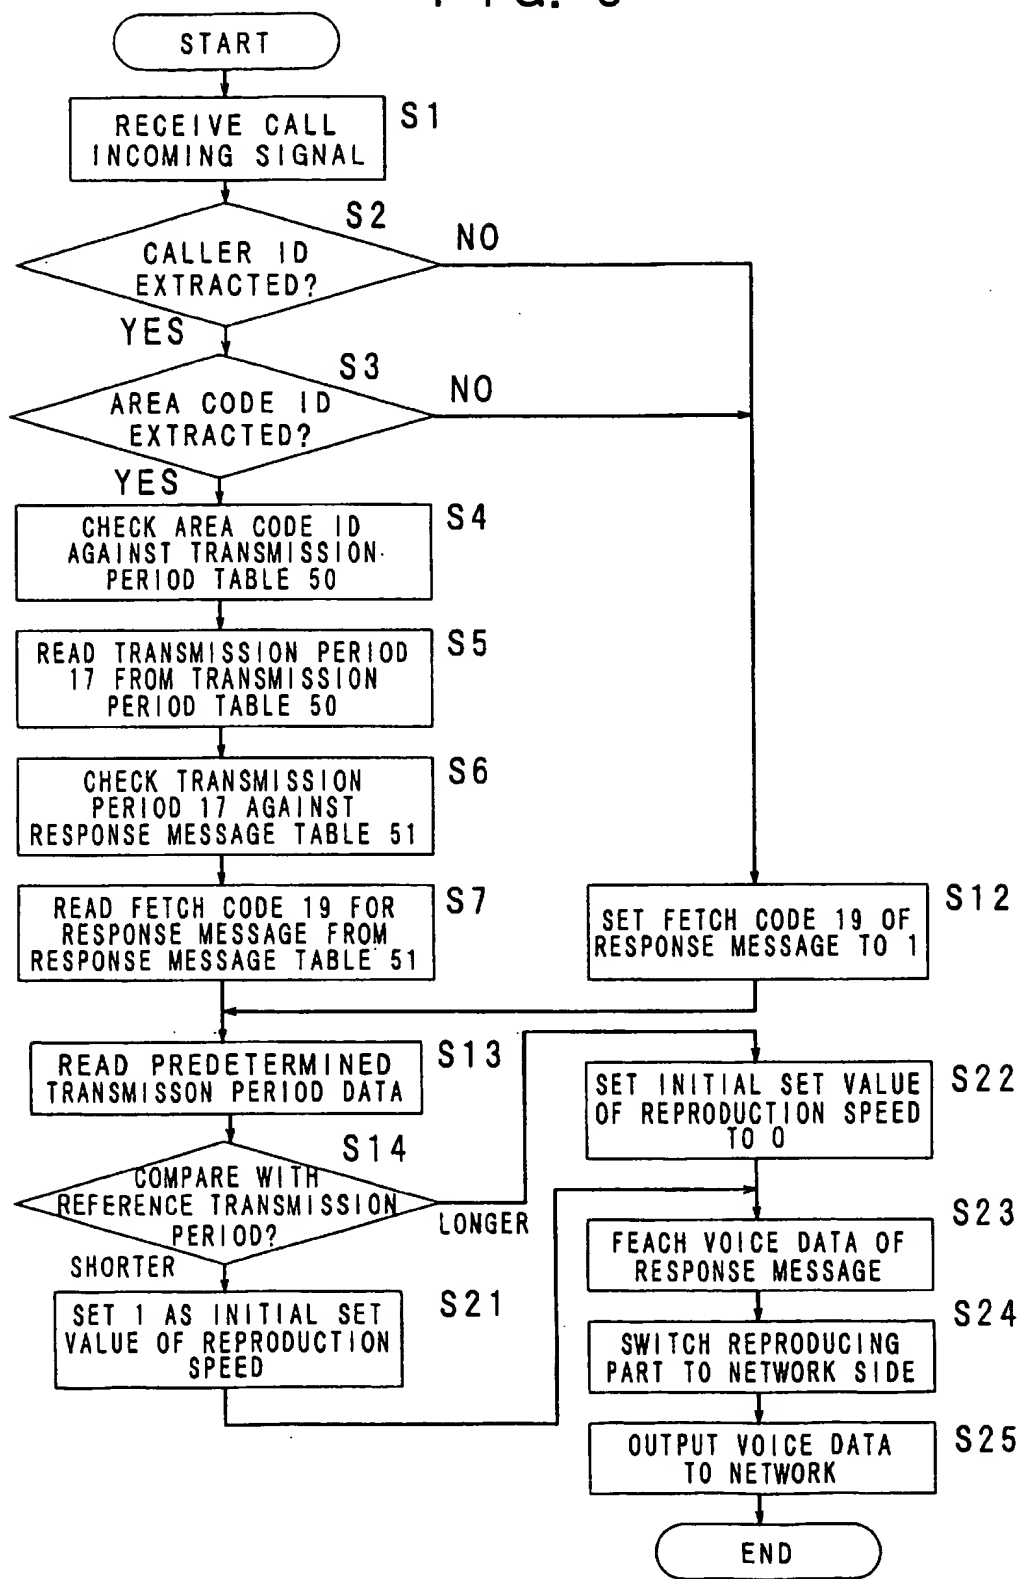 START
S1
RECEIVE CALL
INCOMING SIGNAL
S2
CALLER ID
EXTRACTED?
NO
YES
S3
AREA CODE ID
EXTRACTED?
NO
YES
S4
CHECK AREA CODE ID
AGAINST TRANSMISSION
PERIOD TABLE 50
S5
READ TRANSMISSION PERIOD
17 FROM TRANSMISSION
PERIOD TABLE 50
S6
CHECK TRANSMISSION
PERIOD 17 AGAINST
RESPONSE MESSAGE TABLE 51
S7
READ FETCH CODE 19 FOR
RESPONSE MESSAGE FROM
RESPONSE MESSAGE TABLE 51
S12
SET FETCH CODE 19 OF
RESPONSE MESSAGE TO 1
S13
READ PREDETERMINED
TRANSMISSON PERIOD DATA
S14
COMPARE WITH
REFERENCE TRANSMISSION
PERIOD?
LONGER
SHORTER
S21
SET 1 AS INITIAL SET
VALUE OF REPRODUCTION
SPEED
S22
SET INITIAL SET VALUE
OF REPRODUCTION SPEED
TO 0
S23
FEACH VOICE DATA OF
RESPONSE MESSAGE
S24
SWITCH REPRODUCING
PART TO NETWORK SIDE
S25
OUTPUT VOICE DATA
TO NETWORK
END